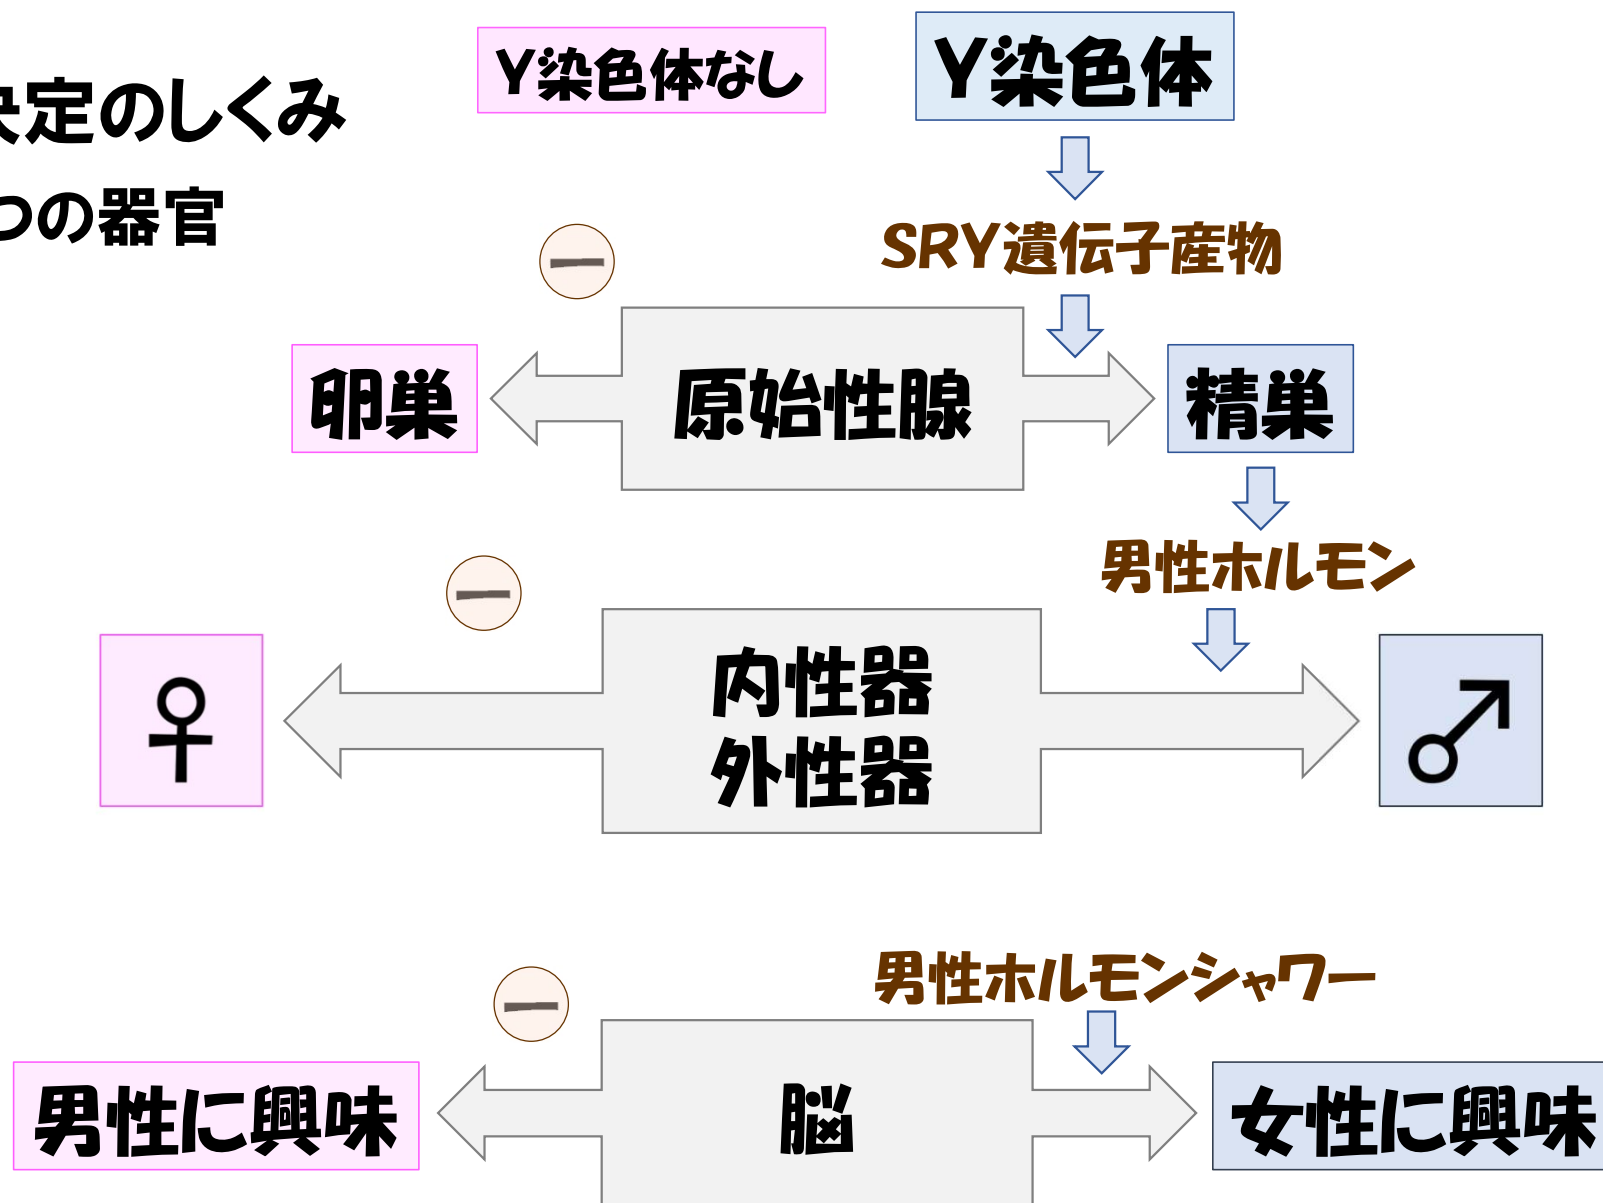 決定のしくみ
つの器官
Y染色体なし
Y染色体
SRY遺伝子産物
卵巣
原始性腺
精巣
男性ホルモン
♀
内性器
外性器
♂
男性ホルモンシャワー
男性に興味
脳
女性に興味